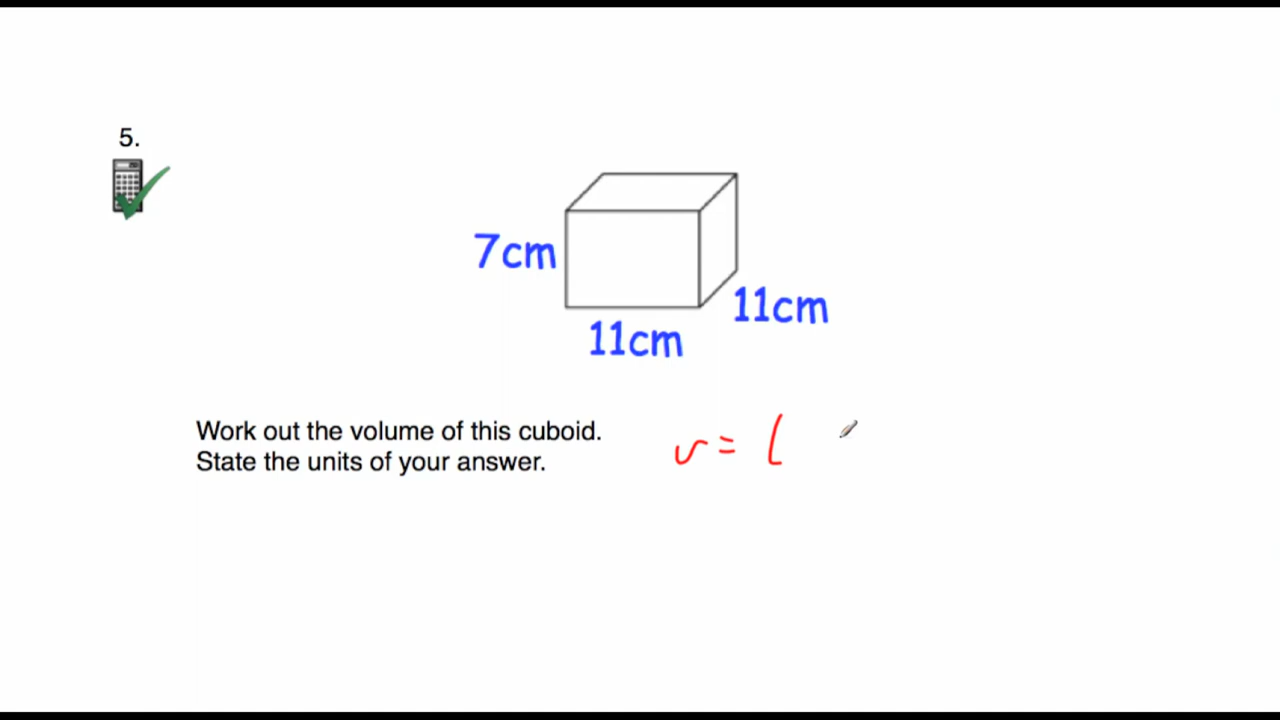 5.
7cm
11cm
11cm
Work out the volume of this cuboid.
State the units of your answer.
v = l